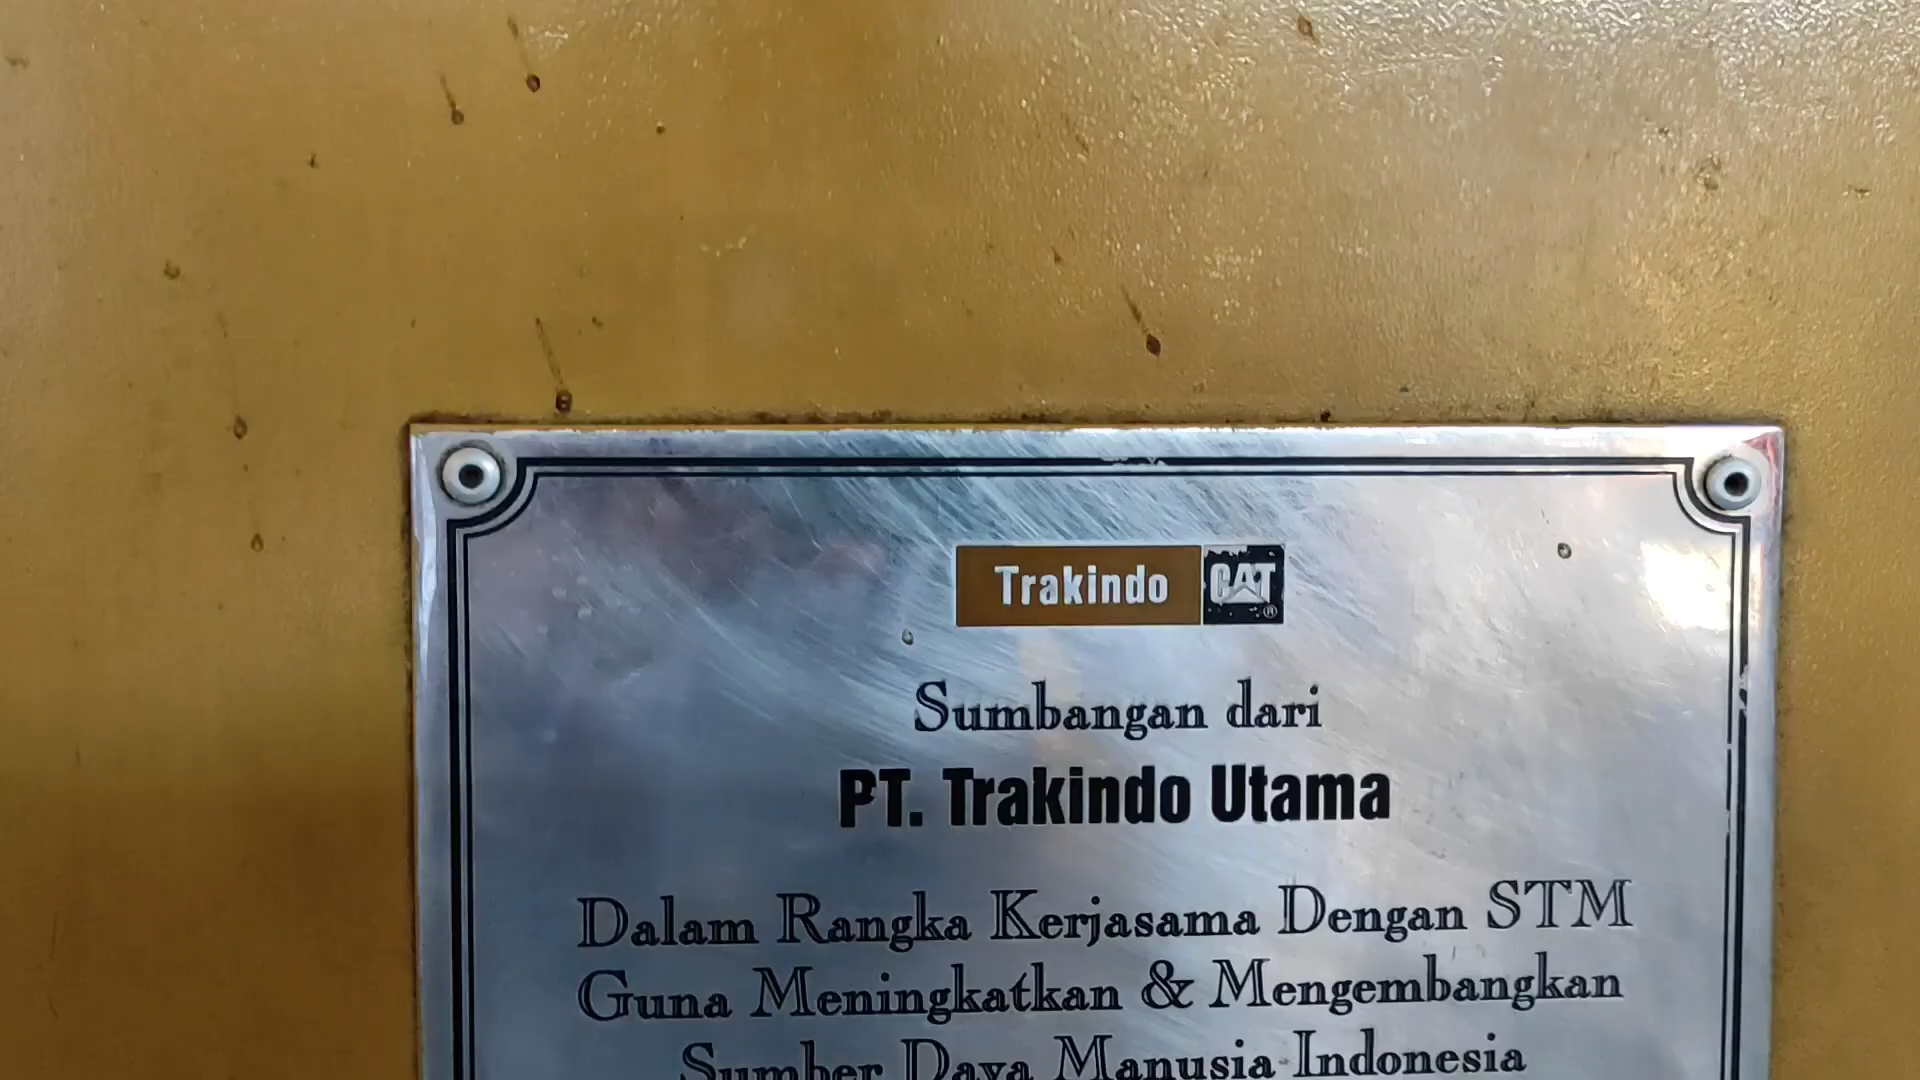 Trakindo CAT ®
Sumbangan dari
PT. Trakindo Utama
Dalam Rangka Kerjasama Dengan STM
Guna Meningkatkan & Mengembangkan
Sumber Daya Manusia Indonesia